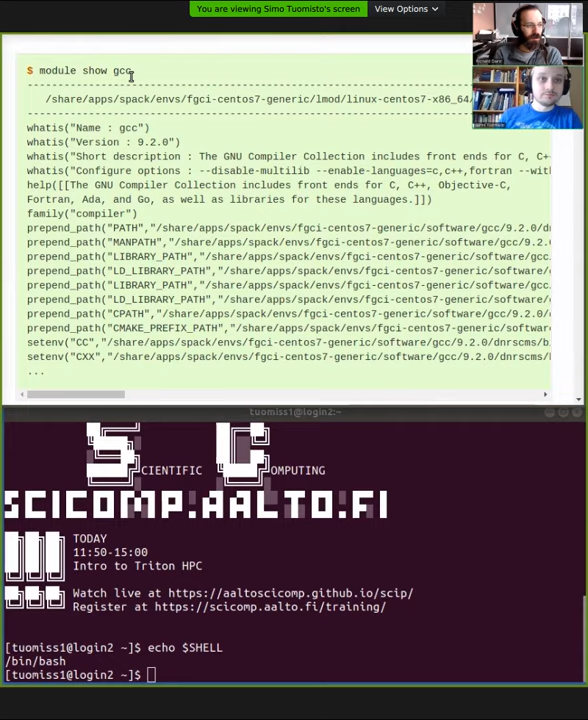 You are viewing Simo Tuomisto's screen
View Options
$ module show gcc
/share/apps/spack/envs/fgci-centos7-generic/lmod/linux-centos7-x86_64/
whatis("Name : gcc")
whatis("Version : 9.2.0")
whatis("Short description : The GNU Compiler Collection includes front ends for C, C++
whatis("Configure options : --disable-multilib --enable-languages=c,c++,fortran --wit
help([[The GNU Compiler Collection includes front ends for C, C++, Objective-C,
Fortran, Ada, and Go, as well as libraries for these languages.]])
family("compiler")
prepend_path("PATH","/share/apps/spack/envs/fgci-centos7-generic/software/gcc/9.2.0/dn
prepend_path("MANPATH","/share/apps/spack/envs/fgci-centos7-generic/software/gcc/9.2.
prepend_path("LIBRARY_PATH","/share/apps/spack/envs/fgci-centos7-generic/software/gcc
prepend_path("LD_LIBRARY_PATH","/share/apps/spack/envs/fgci-centos7-generic/software/
prepend_path("LIBRARY_PATH","/share/apps/spack/envs/fgci-centos7-generic/software/gcc
prepend_path("LD_LIBRARY_PATH","/share/apps/spack/envs/fgci-centos7-generic/software/
prepend_path("CPATH","/share/apps/spack/envs/fgci-centos7-generic/software/gcc/9.2.0/d
prepend_path("CMAKE_PREFIX_PATH","/share/apps/spack/envs/fgci-centos7-generic/softwar
setenv("CC","/share/apps/spack/envs/fgci-centos7-generic/software/gcc/9.2.0/dnrscms/bi
setenv("CXX","/share/apps/spack/envs/fgci-centos7-generic/software/gcc/9.2.0/dnrscms/b
...
tuomiss1@login2:~
S CIENTIFIC C OMPUTING
SCICOMP.AALTO.FI
TODAY
11:50-15:00
Intro to Triton HPC
Watch live at https://aaltoscicomp.github.io/scip/
Register at https://scicomp.aalto.fi/training/
[tuomiss1@login2 ~]$ echo $SHELL
/bin/bash
[tuomiss1@login2 ~]$